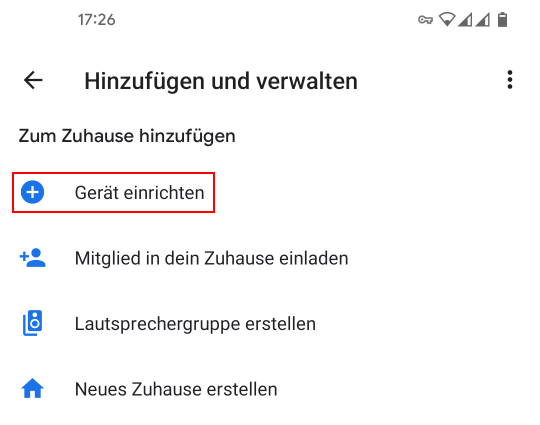 17:26
Hinzufügen und verwalten
Zum Zuhause hinzufügen
Gerät einrichten
Mitglied in dein Zuhause einladen
Lautsprechergruppe erstellen
Neues Zuhause erstellen